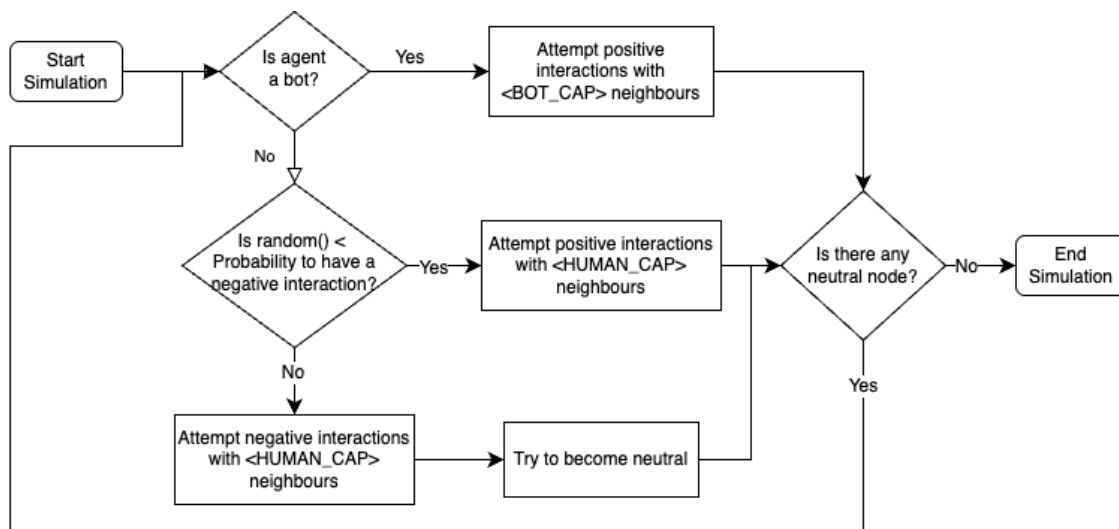 Start
Simulation
Is agent
a bot?
Yes
Attempt positive
interactions with
<BOT_CAP> neighbours
No
Is random() <
Probability to have a
negative interaction?
Yes
Attempt positive interactions
with <HUMAN_CAP>
neighbours
Is there any
neutral node?
No
End
Simulation
No
Yes
Attempt negative interactions
with <HUMAN_CAP>
neighbours
Try to become neutral